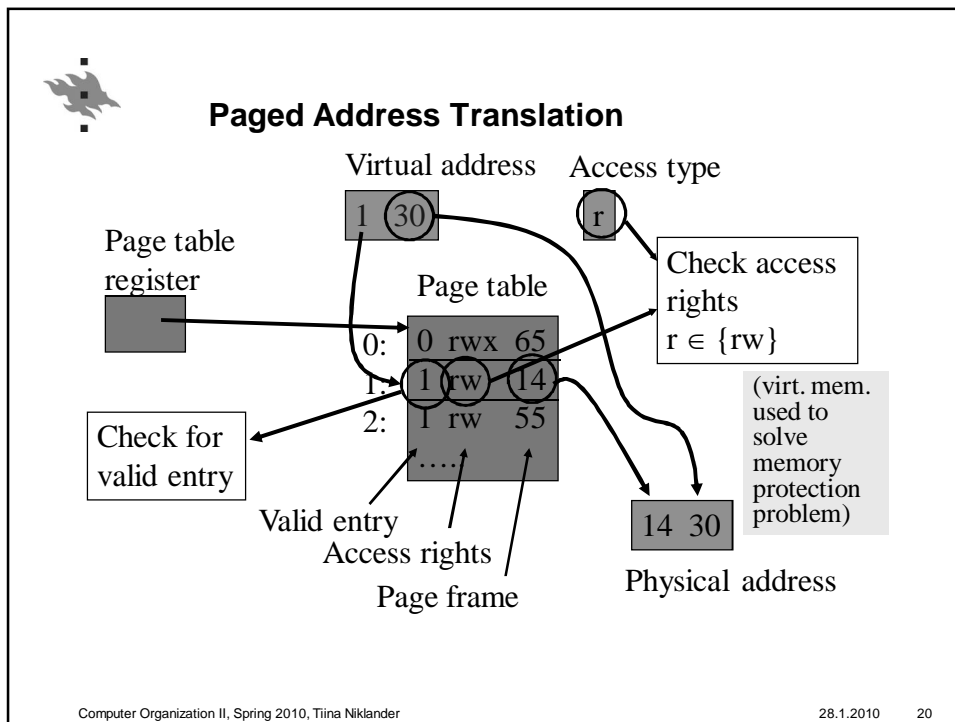 Paged Address Translation
Virtual address
Access type
1 30
r
Page table
register
Page table
Check access
rights
r ∈ {rw}
0: 0 rwx 65
1: 1 rw 14
2: 1 rw 55
.....
Check for
valid entry
(virt. mem.
used to
solve
memory
protection
problem)
Valid entry
Access rights
Page frame
14 30
Physical address
Computer Organization II, Spring 2010, Tiina Niklander
28.1.2010 20